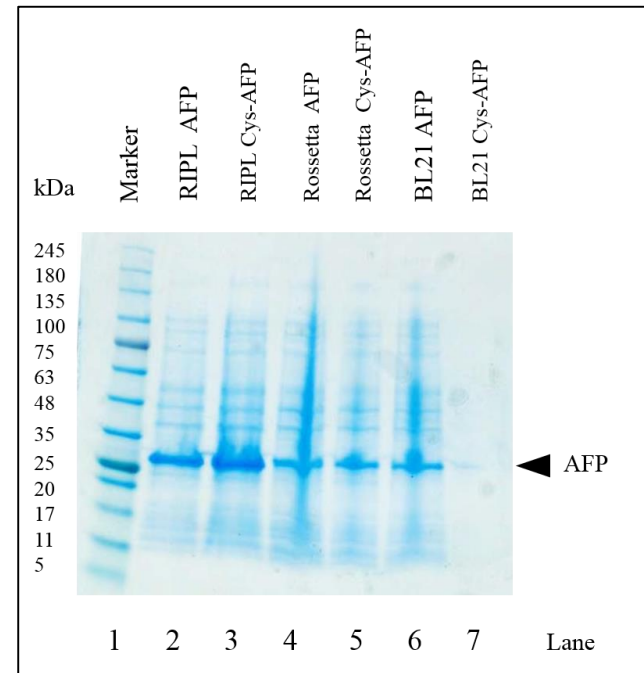 kDa
Marker
RIPL AFP
RIPL Cys-AFP
Rossetta AFP
Rossetta Cys-AFP
BL21 AFP
BL21 Cys-AFP
245
180
135
100
75
63
48
35
25
20
17
11
5
AFP
1 2 3 4 5 6 7 Lane